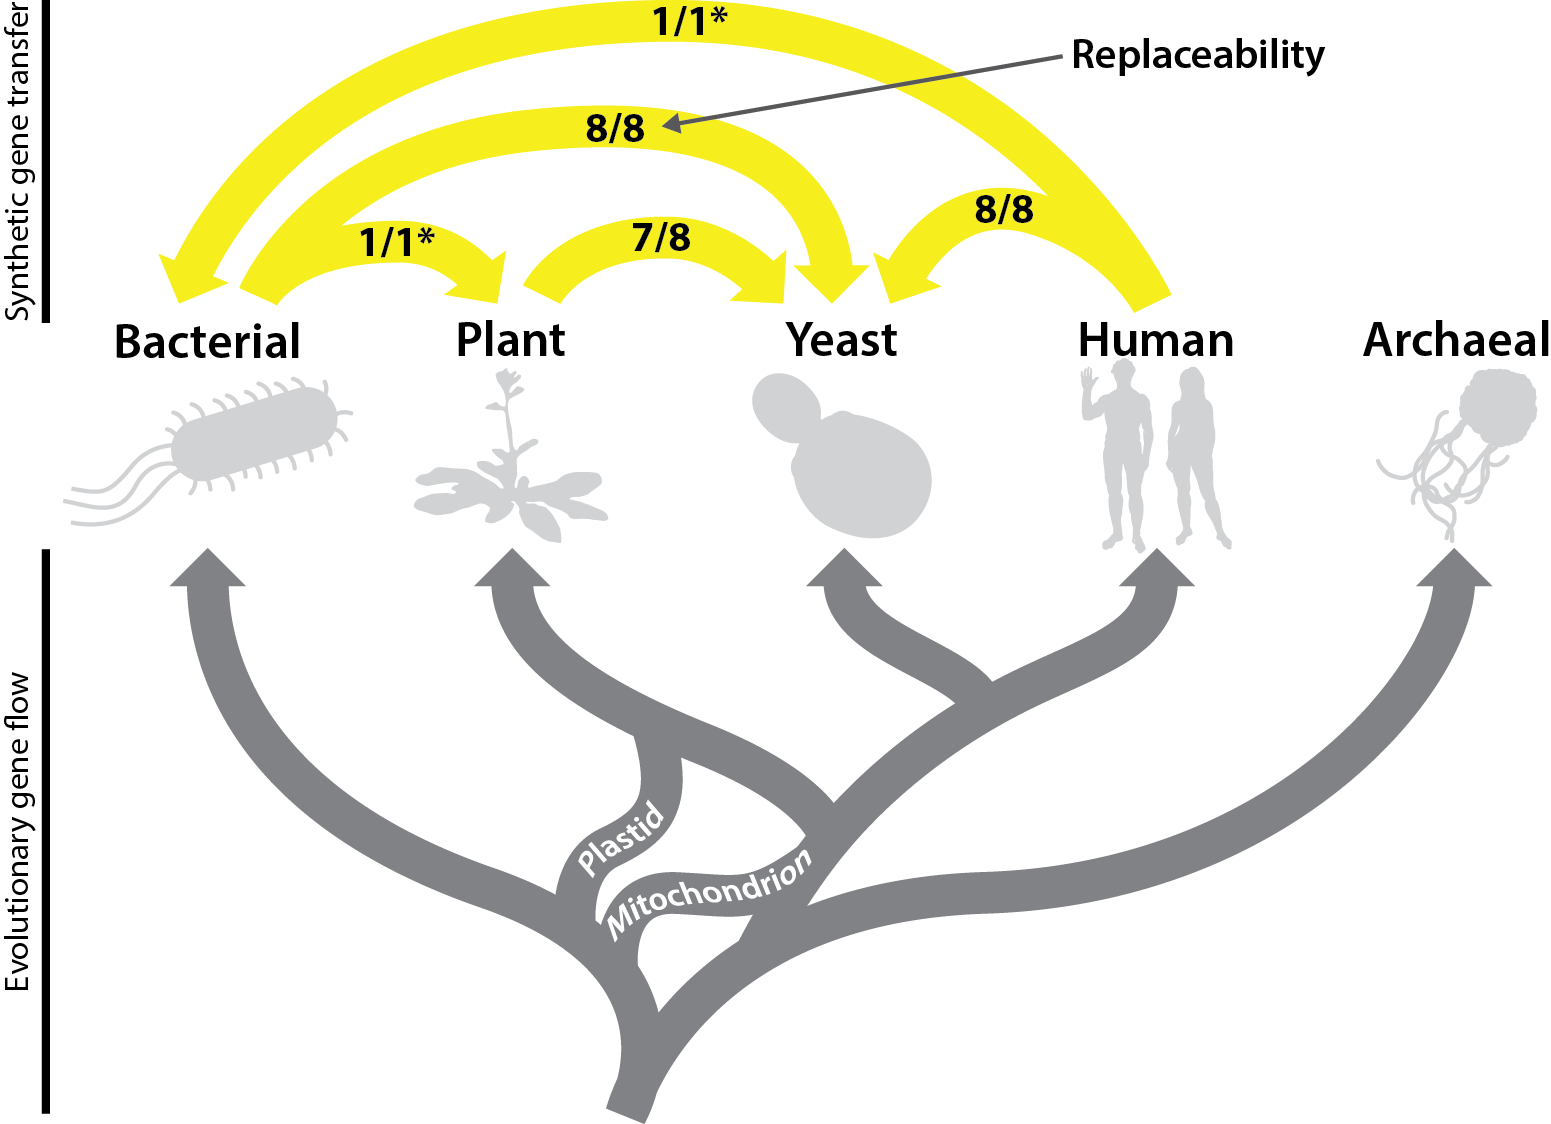 Synthetic gene transfer
1/1*
Replaceability
8/8
8/8
1/1*
7/8
Bacterial
Plant
Yeast
Human
Archaeal
Evolutionary gene flow
Plastid
Mitochondrion